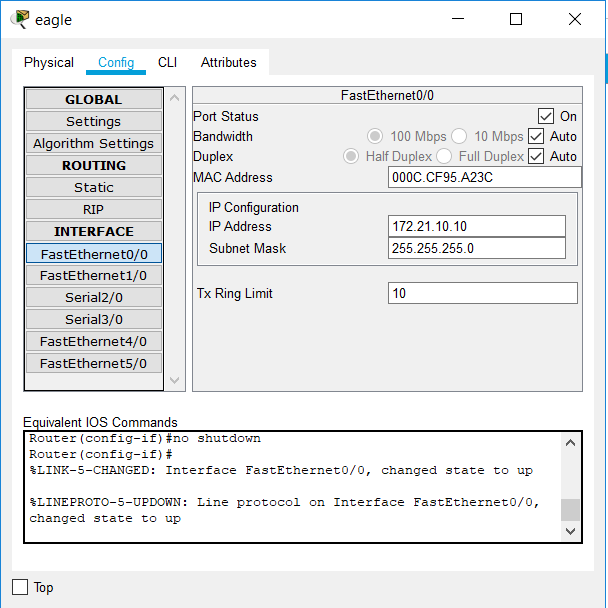 eagle
Physical Config CLI Attributes
GLOBAL
Settings
Algorithm Settings
ROUTING
Static
RIP
INTERFACE
FastEthernet0/0
FastEthernet1/0
Serial2/0
Serial3/0
FastEthernet4/0
FastEthernet5/0
FastEthernet0/0
Port Status On
Bandwidth 100 Mbps 10 Mbps Auto
Duplex Half Duplex Full Duplex Auto
MAC Address 000C.CF95.A23C
IP Configuration
IP Address 172.21.10.10
Subnet Mask 255.255.255.0
Tx Ring Limit 10
Equivalent IOS Commands
Router(config-if)#no shutdown
Router(config-if)#
%LINK-5-CHANGED: Interface FastEthernet0/0, changed state to up
%LINEPROTO-5-UPDOWN: Line protocol on Interface FastEthernet0/0,
changed state to up
Top